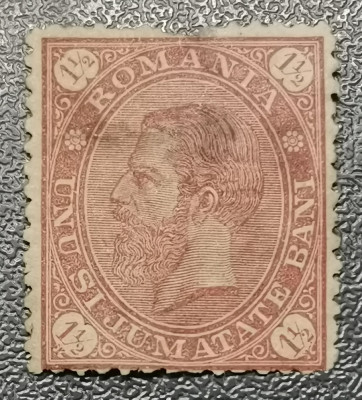 1½ ROMANIA 1½
UNU SI JUMATATE BANI
1½ 1½